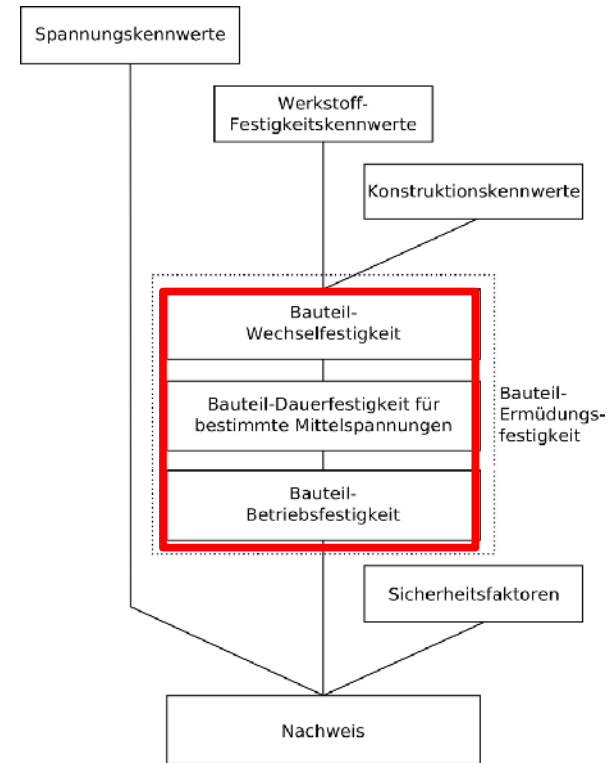 Spannungskennwerte
Werkstoff-
Festigkeitskennwerte
Konstruktionskennwerte
Bauteil-
Wechselfestigkeit
Bauteil-Dauerfestigkeit für
bestimmte Mittelspannungen
Bauteil-
Ermüdungs-
festigkeit
Bauteil-
Betriebsfestigkeit
Sicherheitsfaktoren
Nachweis